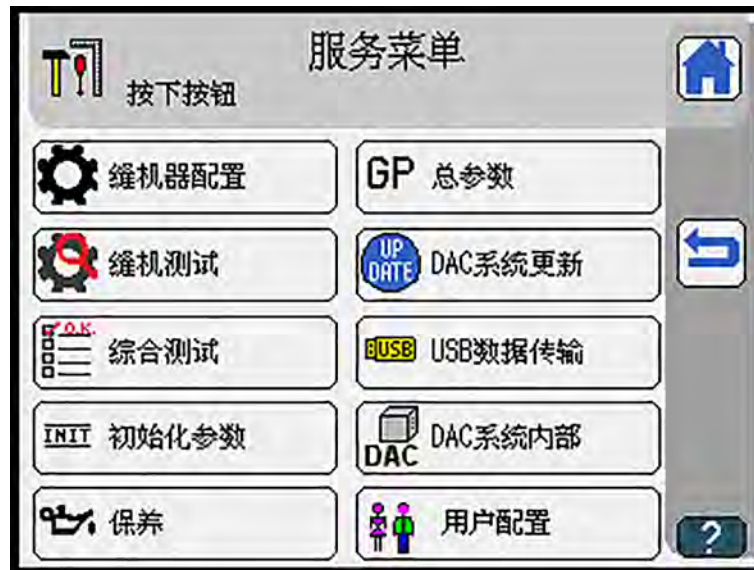 服务菜单
按下按钮
缝机器配置
GP 总参数
缝机测试
UP DATE DAC系统更新
O.K. 综合测试
USB USB数据传输
INIT 初始化参数
DAC DAC系统内部
保养
用户配置
?